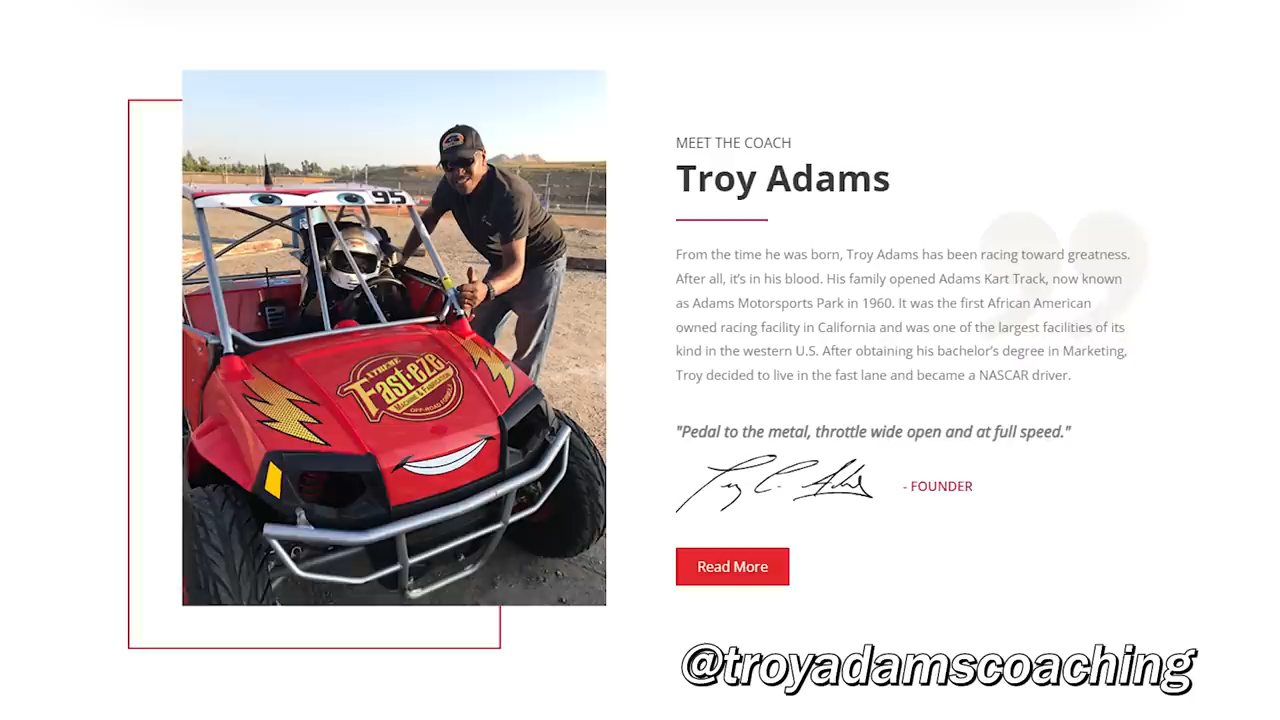 MEET THE COACH
Troy Adams
From the time he was born, Troy Adams has been racing toward greatness.
After all, it's in his blood. His family opened Adams Kart Track, now known
as Adams Motorsports Park in 1960. It was the first African American
owned racing facility in California and was one of the largest facilities of its
kind in the western U.S. After obtaining his bachelor's degree in Marketing,
Troy decided to live in the fast lane and became a NASCAR driver.
"Pedal to the metal, throttle wide open and at full speed."
- FOUNDER
Read More
@troyadamscoaching
95
XTREME
Fast-eze
MACHINE & FABRICATION